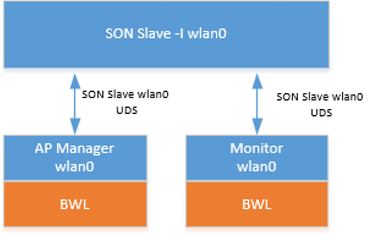 SON Slave -I wlan0
SON Slave wlan0
UDS
SON Slave wlan0
UDS
AP Manager
wlan0
Monitor
wlan0
BWL
BWL